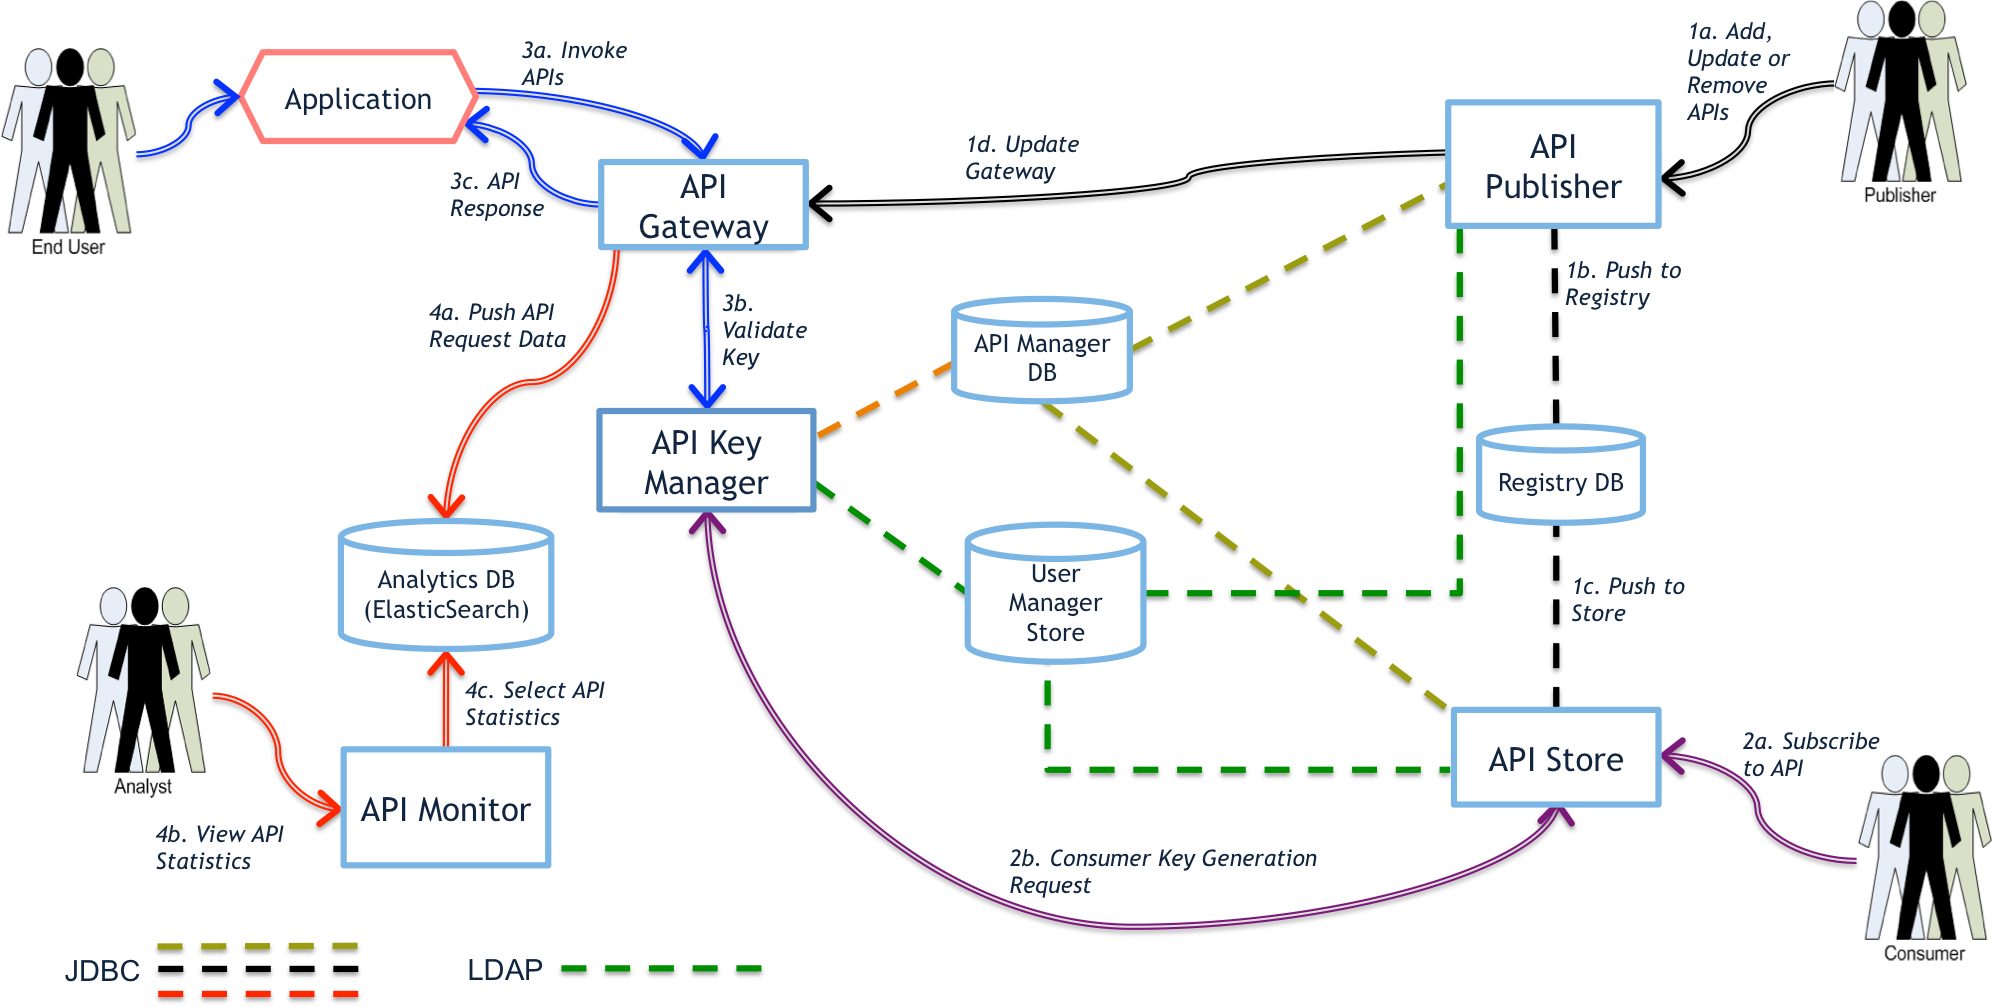 3a. Invoke
APIs
1a. Add,
Update or
Remove
APIs
Application
API
Publisher
1d. Update
Gateway
3c. API
Response
API
Gateway
Publisher
End User
1b. Push to
Registry
4a. Push API
Request Data
3b.
Validate
Key
API Manager
DB
API Key
Manager
Registry DB
Analytics DB
(ElasticSearch)
User
Manager
Store
1c. Push to
Store
4c. Select API
Statistics
Analyst
API Monitor
API Store
2a. Subscribe
to API
4b. View API
Statistics
2b. Consumer Key Generation
Request
Consumer
JDBC
LDAP